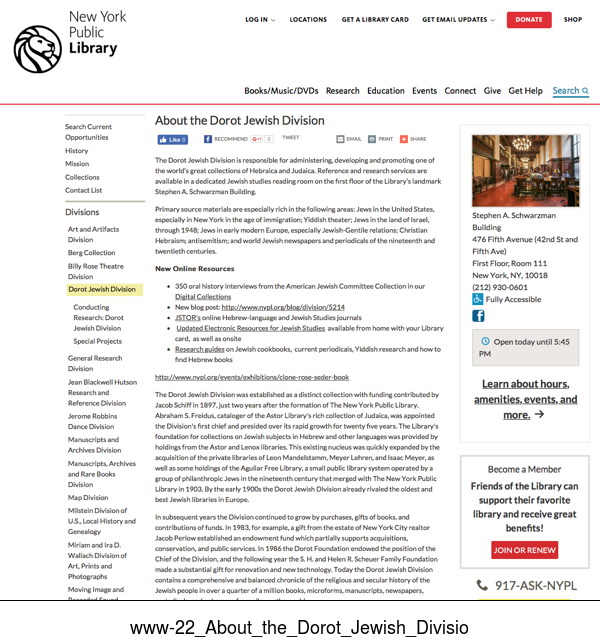 New York
Public
Library
LOG IN
LOCATIONS
GET A LIBRARY CARD
GET EMAIL UPDATES
DONATE
SHOP
Books/Music/DVDs
Research
Education
Events
Connect
Give
Get Help
Search
Search Current
Opportunities
History
Mission
Collections
Contact List
Divisions
Art and Artifacts
Division
Berg Collection
Billy Rose Theatre
Division
Dorot Jewish Division
Conducting
Research: Dorot
Jewish Division
Special Projects
General Research
Division
Jean Blackwell Hutson
Research and
Reference Division
Jerome Robbins
Dance Division
Manuscripts and
Archives Division
Manuscripts, Archives
and Rare Books
Division
Map Division
Milstein Division of
U.S., Local History and
Genealogy
Miriam and Ira D.
Wallach Division of
Art, Prints and
Photographs
Moving Image and
About the Dorot Jewish Division
Like 0
RECOMMEND
G+1 0
TWEET
EMAIL
PRINT
SHARE
The Dorot Jewish Division is responsible for administering, developing and promoting one of
the world's great collections of Hebraica and Judaica. Reference and research services are
available in a dedicated Jewish studies reading room on the first floor of the Library's landmark
Stephen A. Schwarzman Building.
Primary source materials are especially rich in the following areas: Jews in the United States,
especially in New York in the age of immigration; Yiddish theater; Jews in the land of Israel,
through 1948; Jews in early modern Europe, especially Jewish-Gentile relations; Christian
Hebraism; antisemitism; and world Jewish newspapers and periodicals of the nineteenth and
twentieth centuries.
New Online Resources
• 350 oral history interviews from the American Jewish Committee Collection in our
Digital Collections
• New blog post: http://www.nypl.org/blog/division/5214
• JSTOR's online Hebrew-language and Jewish Studies journals
• Updated Electronic Resources for Jewish Studies available from home with your Library
card, as well as onsite
• Research guides on Jewish cookbooks, current periodicals, Yiddish research and how to
find Hebrew books
http://www.nypl.org/events/exhibitions/clone-rose-seder-book
The Dorot Jewish Division was established as a distinct collection with funding contributed by
Jacob Schiff in 1897, just two years after the formation of The New York Public Library.
Abraham S. Freidus, cataloger of the Astor Library's rich collection of Judaica, was appointed
the Division's first chief and presided over its rapid growth for twenty five years. The Library's
foundation for collections on Jewish subjects in Hebrew and other languages was provided by
holdings from the Astor and Lenox libraries. This existing nucleus was quickly expanded by the
acquisition of the private libraries of Leon Mandelstamm, Meyer Lehren, and Isaac Meyer, as
well as some holdings of the Aguilar Free Library, a small public library system operated by a
group of philanthropic Jews in the nineteenth century that merged with The New York Public
Library in 1903. By the early 1900s the Dorot Jewish Division already rivaled the oldest and
best Jewish libraries in Europe.
In subsequent years the Division continued to grow by purchases, gifts of books, and
contributions of funds. In 1983, for example, a gift from the estate of New York City realtor
Jacob Perlow established an endowment fund which partially supports acquisitions,
conservation, and public services. In 1986 the Dorot Foundation endowed the position of the
Chief of the Division, and the following year the S. H. and Helen R. Scheuer Family Foundation
made a substantial gift for renovation and new technology. Today the Dorot Jewish Division
contains a comprehensive and balanced chronicle of the religious and secular history of the
Jewish people in over a quarter of a million books, microforms, manuscripts, newspapers,
Stephen A. Schwarzman
Building
476 Fifth Avenue (42nd St and
Fifth Ave)
First Floor, Room 111
New York, NY, 10018
(212) 930-0601
Fully Accessible
Open today until 5:45
PM
Learn about hours,
amenities, events, and
more.
Become a Member
Friends of the Library can
support their favorite
library and receive great
benefits!
JOIN OR RENEW
917-ASK-NYPL
www-22_About_the_Dorot_Jewish_Divisio